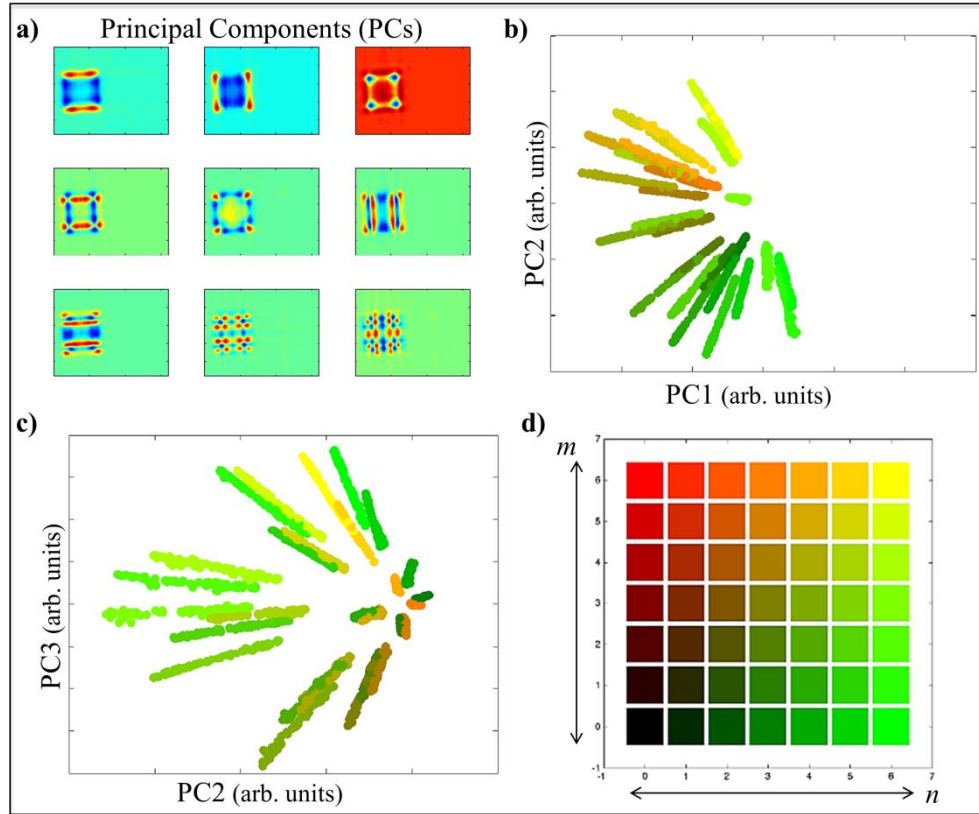 a)
Principal Components (PCs)
b)
PC2 (arb. units)
PC1 (arb. units)
c)
PC3 (arb. units)
PC2 (arb. units)
d)
m
7
6
5
4
3
2
1
0
-1
-1 0 1 2 3 4 5 6 7
n